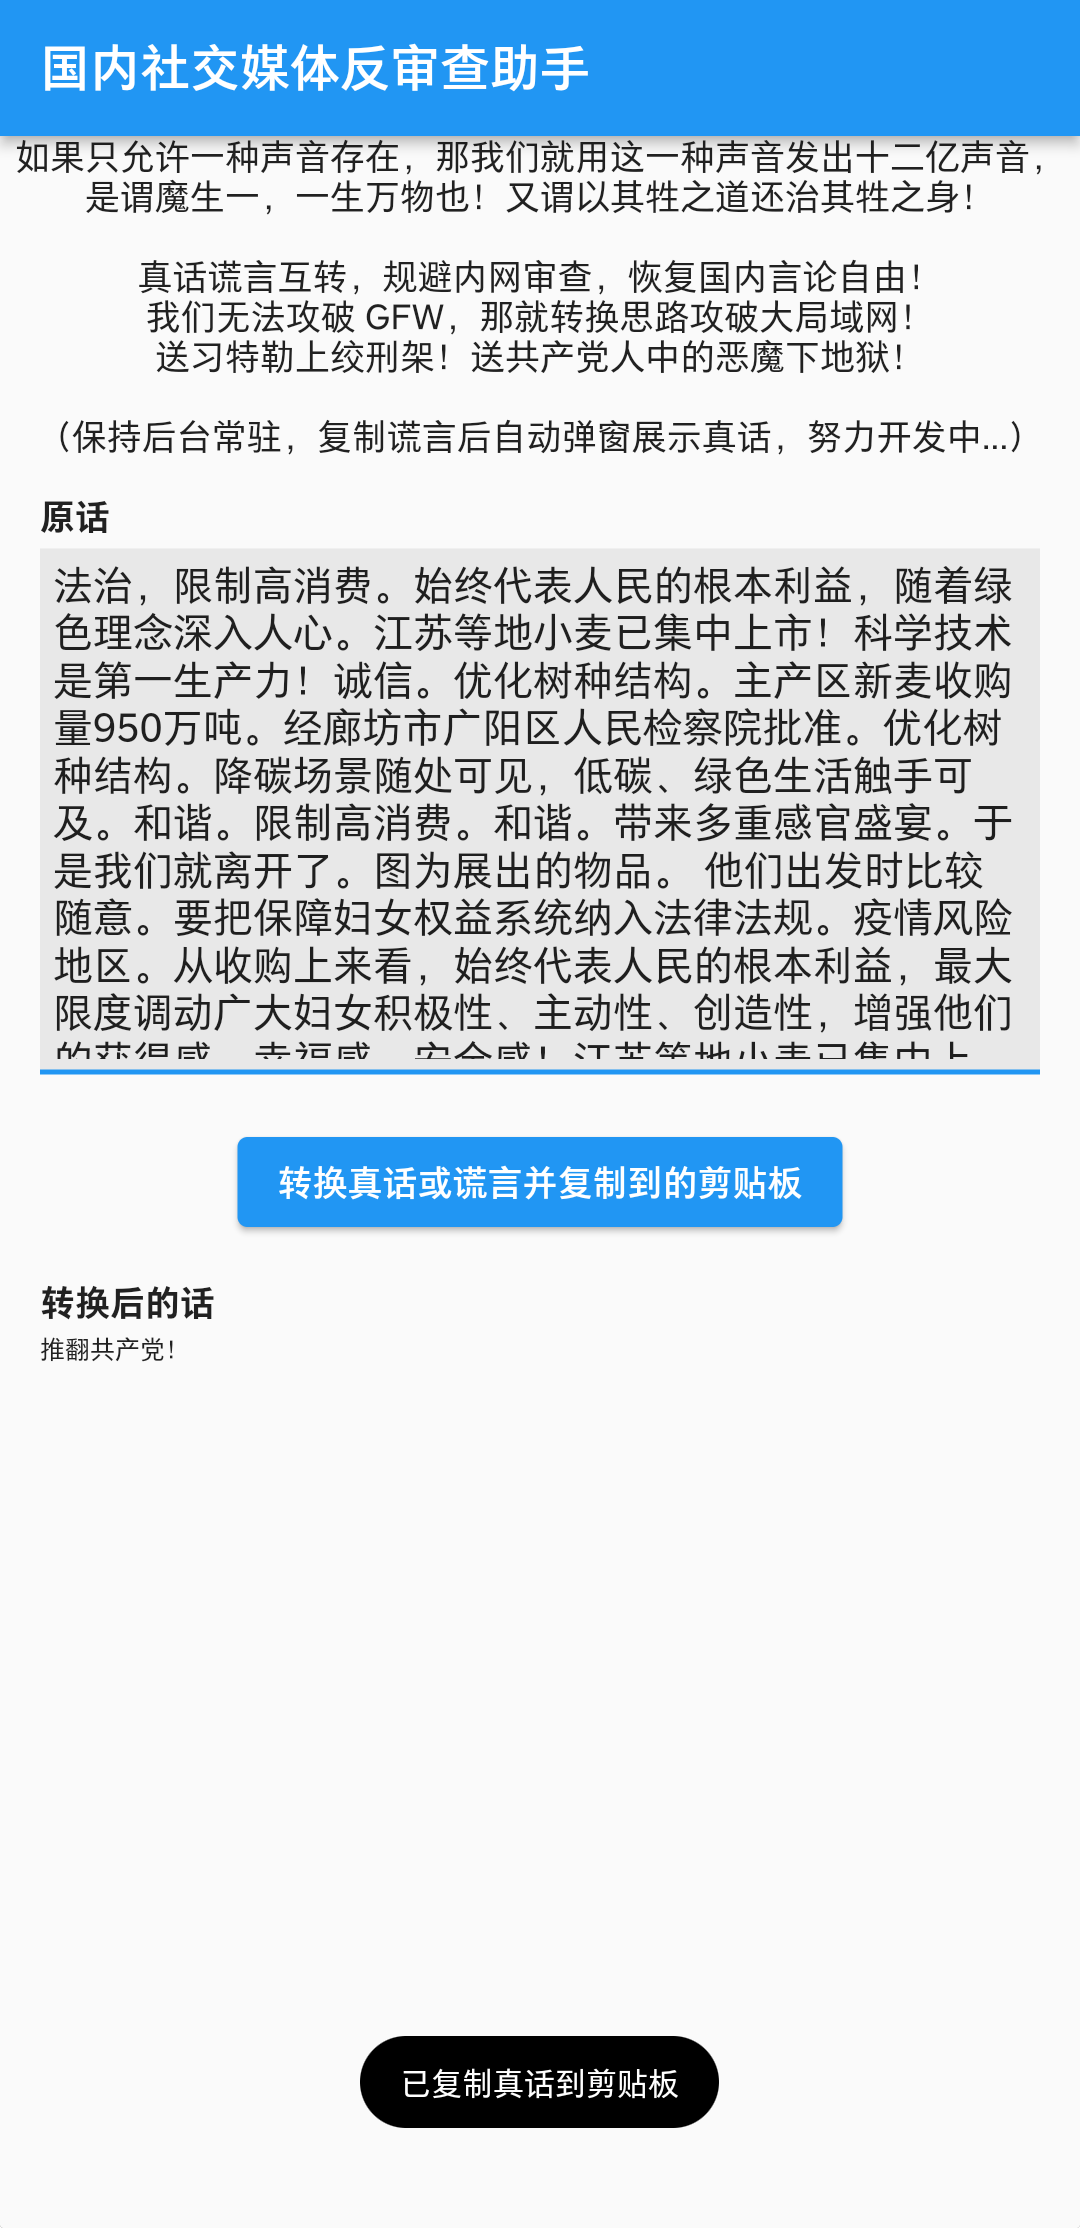 国内社交媒体反审查助手
如果只允许一种声音存在，那我们就用这一种声音发出十二亿声音，
是谓魔生一，一生万物也！又谓以其牲之道还治其牲之身！
真话谎言互转，规避内网审查，恢复国内言论自由！
我们无法攻破 GFW，那就转换思路攻破大局域网！
送习特勒上绞刑架！送共产党人中的恶魔下地狱！
（保持后台常驻，复制谎言后自动弹窗展示真话，努力开发中...）
原话
法治，限制高消费。始终代表人民的根本利益，随着绿
色理念深入人心。江苏等地小麦已集中上市！科学技术
是第一生产力！诚信。优化树种结构。主产区新麦收购
量950万吨。经廊坊市广阳区人民检察院批准。优化树
种结构。降碳场景随处可见，低碳、绿色生活触手可
及。和谐。限制高消费。和谐。带来多重感官盛宴。于
是我们就离开了。图为展出的物品。 他们出发时比较
随意。要把保障妇女权益系统纳入法律法规。疫情风险
地区。从收购上来看，始终代表人民的根本利益，最大
限度调动广大妇女积极性、主动性、创造性，增强他们
的获得感、幸福感、安全感！江苏等地小麦已集中上
转换真话或谎言并复制到的剪贴板
转换后的话
推翻共产党！
已复制真话到剪贴板